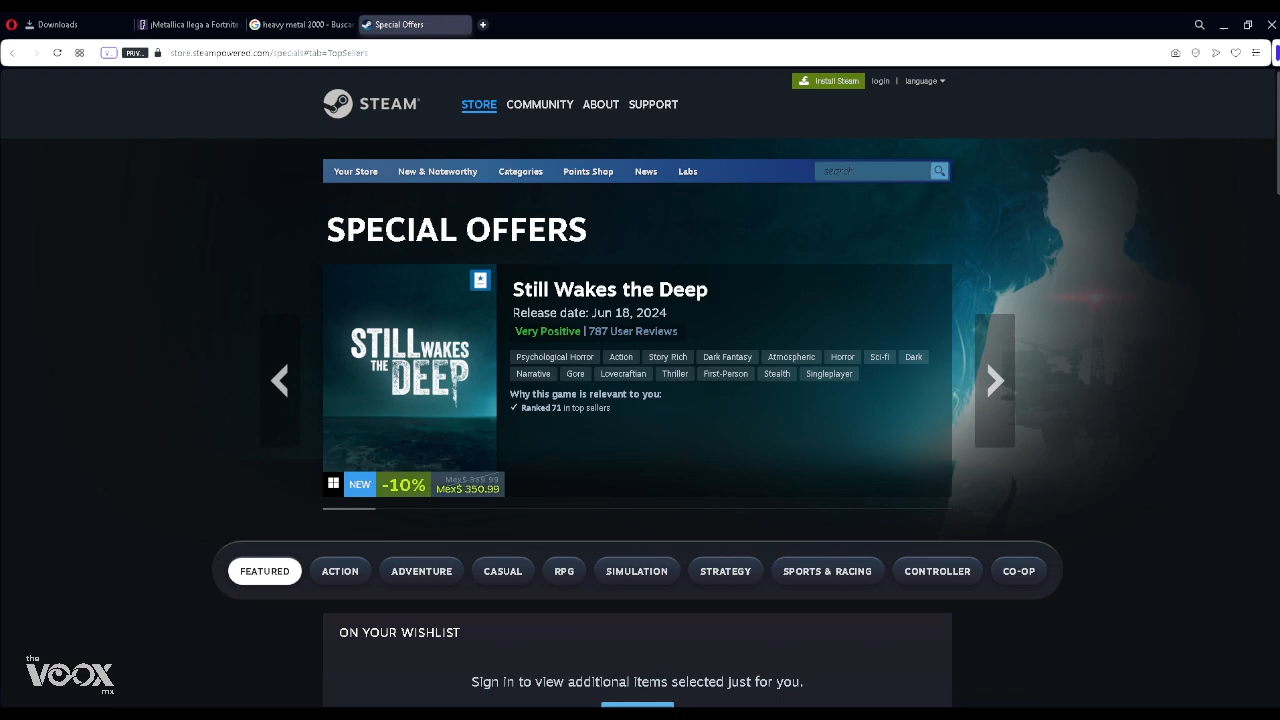 Downloads
¡Metallica llega a Fortnite
heavy metal 2000 - Buscar
Special Offers
V...
PRIV...
store.steampowered.com/specials#tab=TopSellers
Install Steam
login
|
language
STEAM®
STORE
COMMUNITY
ABOUT
SUPPORT
Your Store
New & Noteworthy
Categories
Points Shop
News
Labs
search
SPECIAL OFFERS
STILL WAKES
THE DEEP
Still Wakes the Deep
Release date: Jun 18, 2024
Very Positive | 787 User Reviews
Psychological Horror
Action
Story Rich
Dark Fantasy
Atmospheric
Horror
Sci-fi
Dark
Narrative
Gore
Lovecraftian
Thriller
First-Person
Stealth
Singleplayer
Why this game is relevant to you:
✓ Ranked 71 in top sellers
NEW
-10%
Mex$ 350.99
FEATURED
ACTION
ADVENTURE
CASUAL
RPG
SIMULATION
STRATEGY
SPORTS & RACING
CONTROLLER
CO-OP
ON YOUR WISHLIST
Sign in to view additional items selected just for you.
the
VOOX
mx